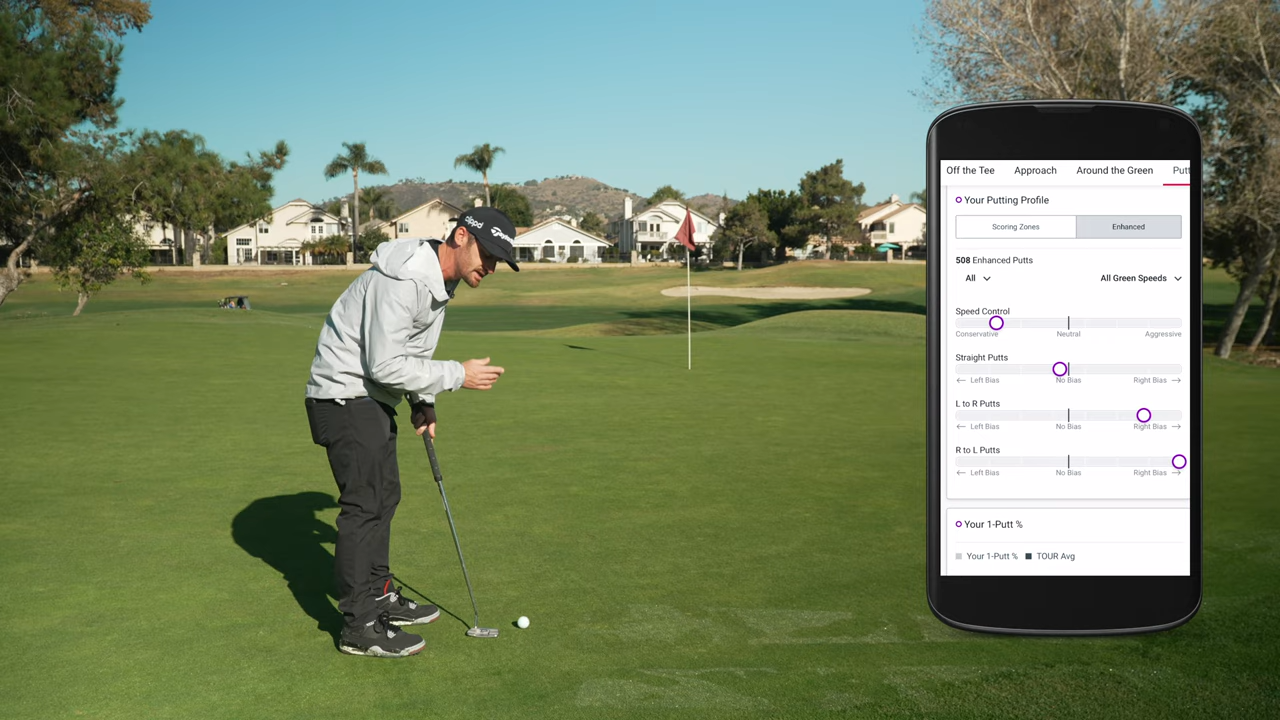 clippd
TaylorMade
Off the Tee Approach Around the Green Putt
Your Putting Profile
Scoring Zones Enhanced
508 Enhanced Putts
All All Green Speeds
Speed Control
Conservative Neutral Aggressive
Straight Putts
← Left Bias No Bias Right Bias →
L to R Putts
← Left Bias No Bias Right Bias →
R to L Putts
← Left Bias No Bias Right Bias →
Your 1-Putt %
Your 1-Putt % TOUR Avg